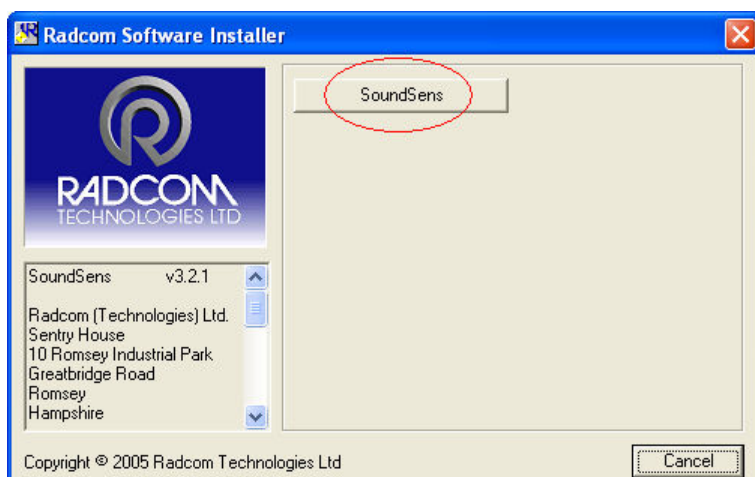 Radcom Software Installer
SoundSens
RADCOM
TECHNOLOGIES LTD
SoundSens v3.2.1
Radcom (Technologies) Ltd.
Sentry House
10 Romsey Industrial Park
Greatbridge Road
Romsey
Hampshire
Copyright © 2005 Radcom Technologies Ltd
Cancel